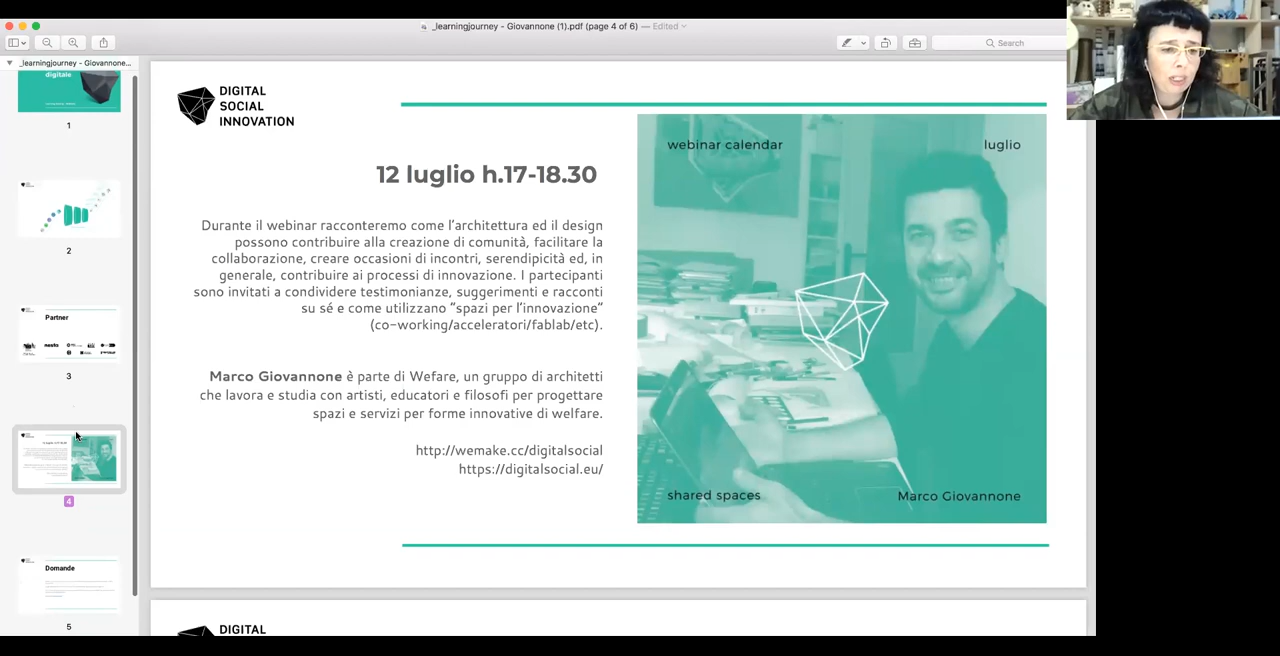 _learningjourney - Giovannone (1).pdf (page 4 of 6) — Edited
Search
_learningjourney - Giovannone...
digitale
1
2
Partner
nesta
3
4
Domande
5
DIGITAL
SOCIAL
INNOVATION
12 luglio h.17-18.30
Durante il webinar racconteremo come l'architettura ed il design
possono contribuire alla creazione di comunità, facilitare la
collaborazione, creare occasioni di incontri, serendipicità ed, in
generale, contribuire ai processi di innovazione. I partecipanti
sono invitati a condividere testimonianze, suggerimenti e racconti
su sé e come utilizzano "spazi per l'innovazione"
(co-working/acceleratori/fablab/etc).
Marco Giovannone è parte di Wefare, un gruppo di architetti
che lavora e studia con artisti, educatori e filosofi per progettare
spazi e servizi per forme innovative di welfare.
http://wemake.cc/digitalsocial
https://digitalsocial.eu/
webinar calendar
luglio
shared spaces
Marco Giovannone
DIGITAL